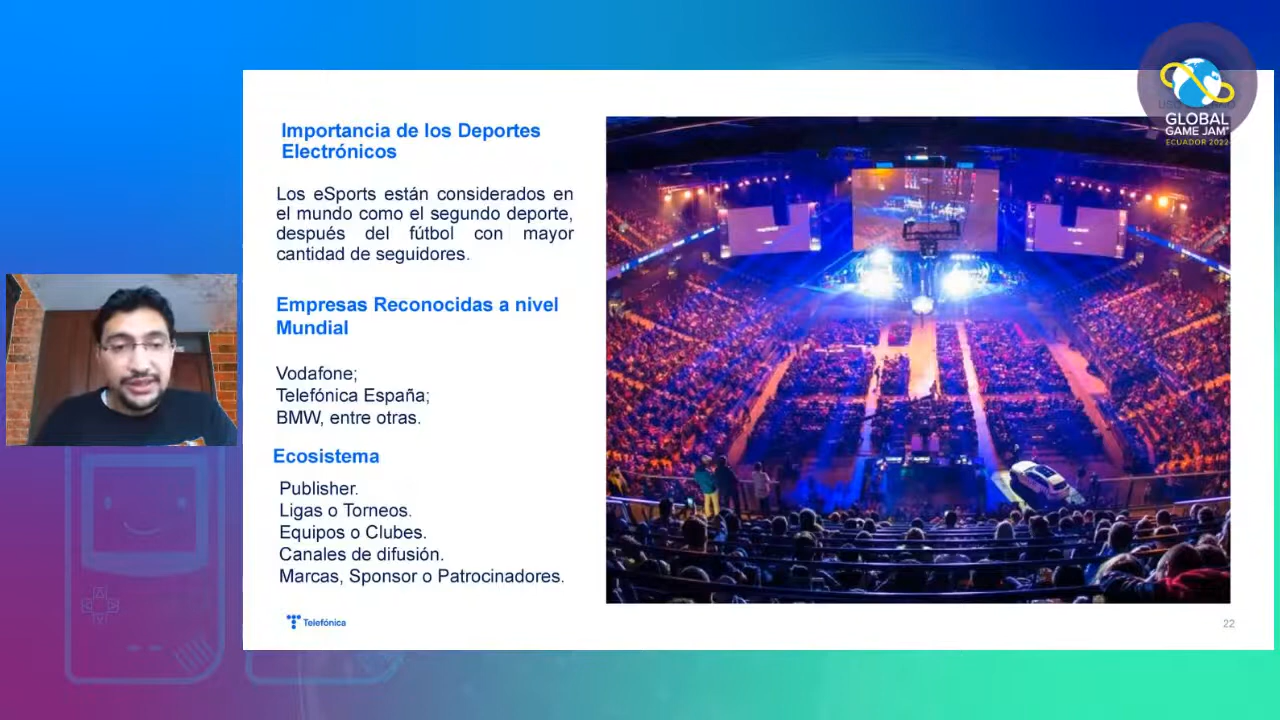 Importancia de los Deportes
Electrónicos
Los eSports están considerados en
el mundo como el segundo deporte,
después del fútbol con mayor
cantidad de seguidores.
Empresas Reconocidas a nivel
Mundial
Vodafone;
Telefónica España;
BMW, entre otras.
Ecosistema
Publisher.
Ligas o Torneos.
Equipos o Clubes.
Canales de difusión.
Marcas, Sponsor o Patrocinadores.
Telefónica
22
GLOBAL
GAME JAM
ECUADOR 2022